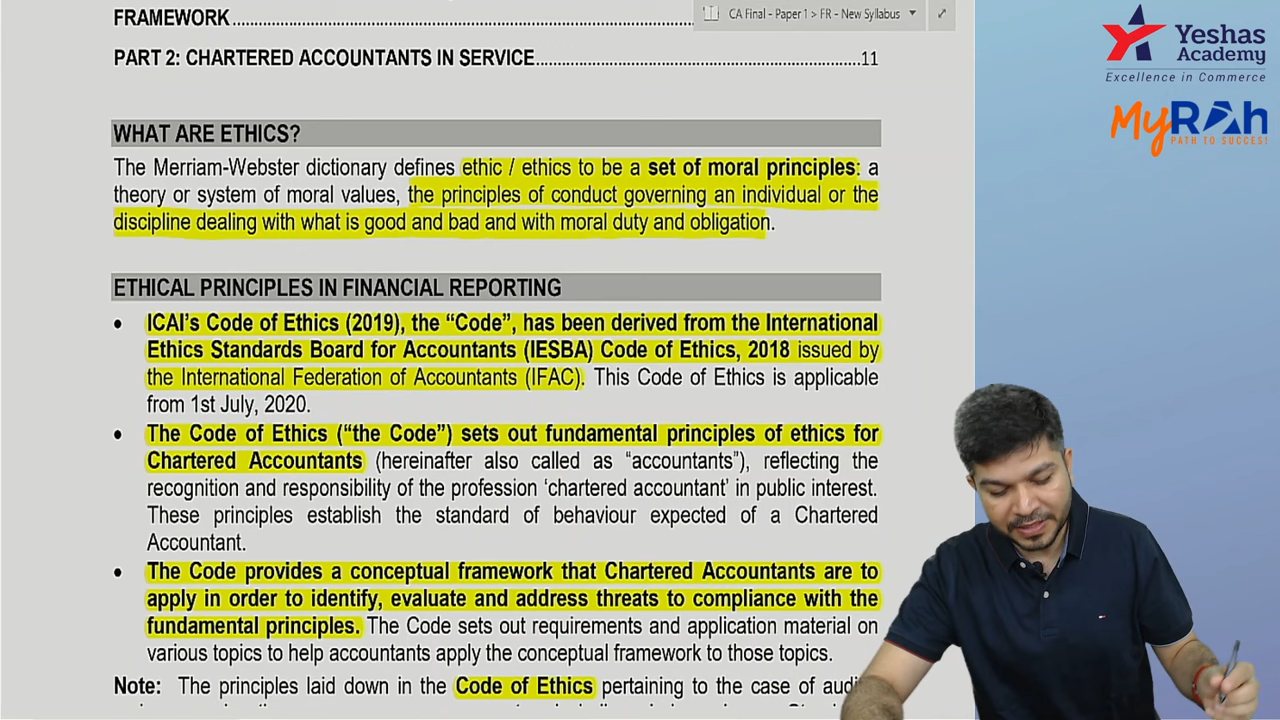 FRAMEWORK
CA Final - Paper 1 > FR - New Syllabus
PART 2: CHARTERED ACCOUNTANTS IN SERVICE 11
WHAT ARE ETHICS?
The Merriam-Webster dictionary defines ethic / ethics to be a set of moral principles: a
theory or system of moral values, the principles of conduct governing an individual or the
discipline dealing with what is good and bad and with moral duty and obligation.
ETHICAL PRINCIPLES IN FINANCIAL REPORTING
• ICAI's Code of Ethics (2019), the “Code”, has been derived from the International
Ethics Standards Board for Accountants (IESBA) Code of Ethics, 2018 issued by
the International Federation of Accountants (IFAC). This Code of Ethics is applicable
from 1st July, 2020.
• The Code of Ethics (“the Code”) sets out fundamental principles of ethics for
Chartered Accountants (hereinafter also called as “accountants”), reflecting the
recognition and responsibility of the profession ‘chartered accountant’ in public interest.
These principles establish the standard of behaviour expected of a Chartered
Accountant.
• The Code provides a conceptual framework that Chartered Accountants are to
apply in order to identify, evaluate and address threats to compliance with the
fundamental principles. The Code sets out requirements and application material on
various topics to help accountants apply the conceptual framework to those topics.
Note: The principles laid down in the Code of Ethics pertaining to the case of
Yeshas
Academy
Excellence in Commerce
MyRAh
PATH TO SUCCESS!